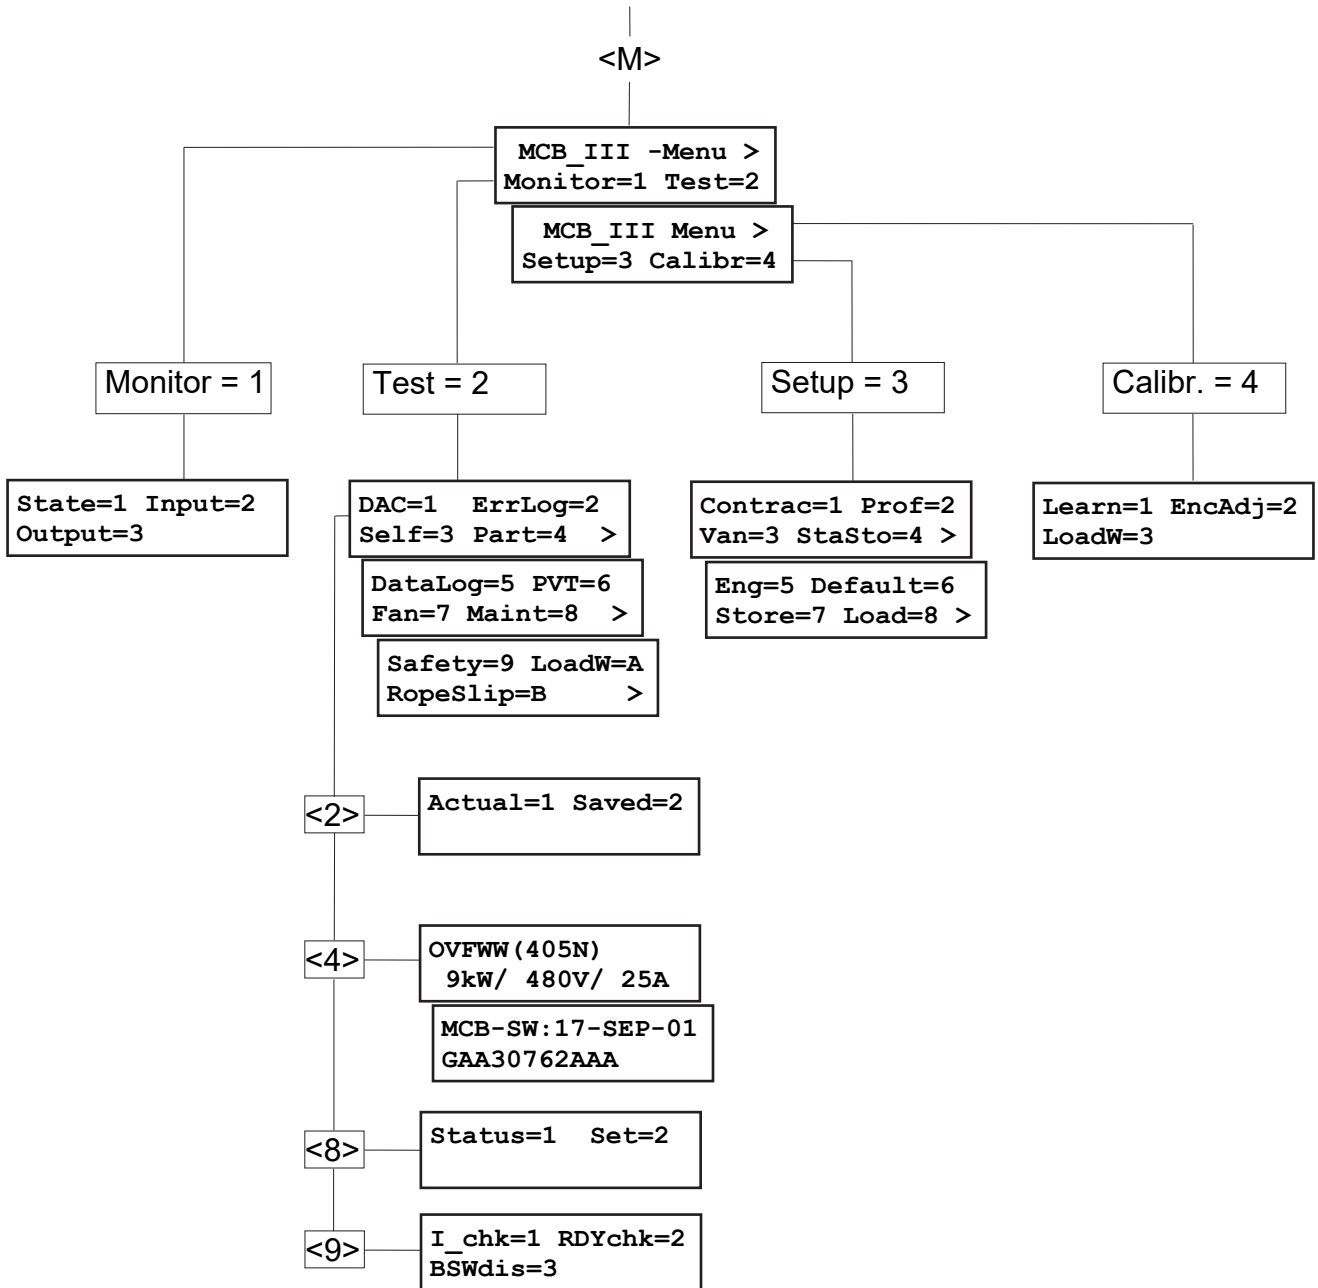 <M>
MCB_III -Menu >
Monitor=1 Test=2
MCB_III Menu >
Setup=3 Calibr=4
Monitor = 1
Test = 2
Setup = 3
Calibr. = 4
State=1 Input=2
Output=3
DAC=1 ErrLog=2
Self=3 Part=4 >
DataLog=5 PVT=6
Fan=7 Maint=8 >
Safety=9 LoadW=A
RopeSlip=B >
Contrac=1 Prof=2
Van=3 StaSto=4 >
Eng=5 Default=6
Store=7 Load=8 >
Learn=1 EncAdj=2
LoadW=3
<2>
Actual=1 Saved=2
<4>
OVFWW(405N)
9kW/ 480V/ 25A
MCB-SW:17-SEP-01
GAA30762AAA
<8>
Status=1 Set=2
<9>
I_chk=1 RDYchk=2
BSWdis=3